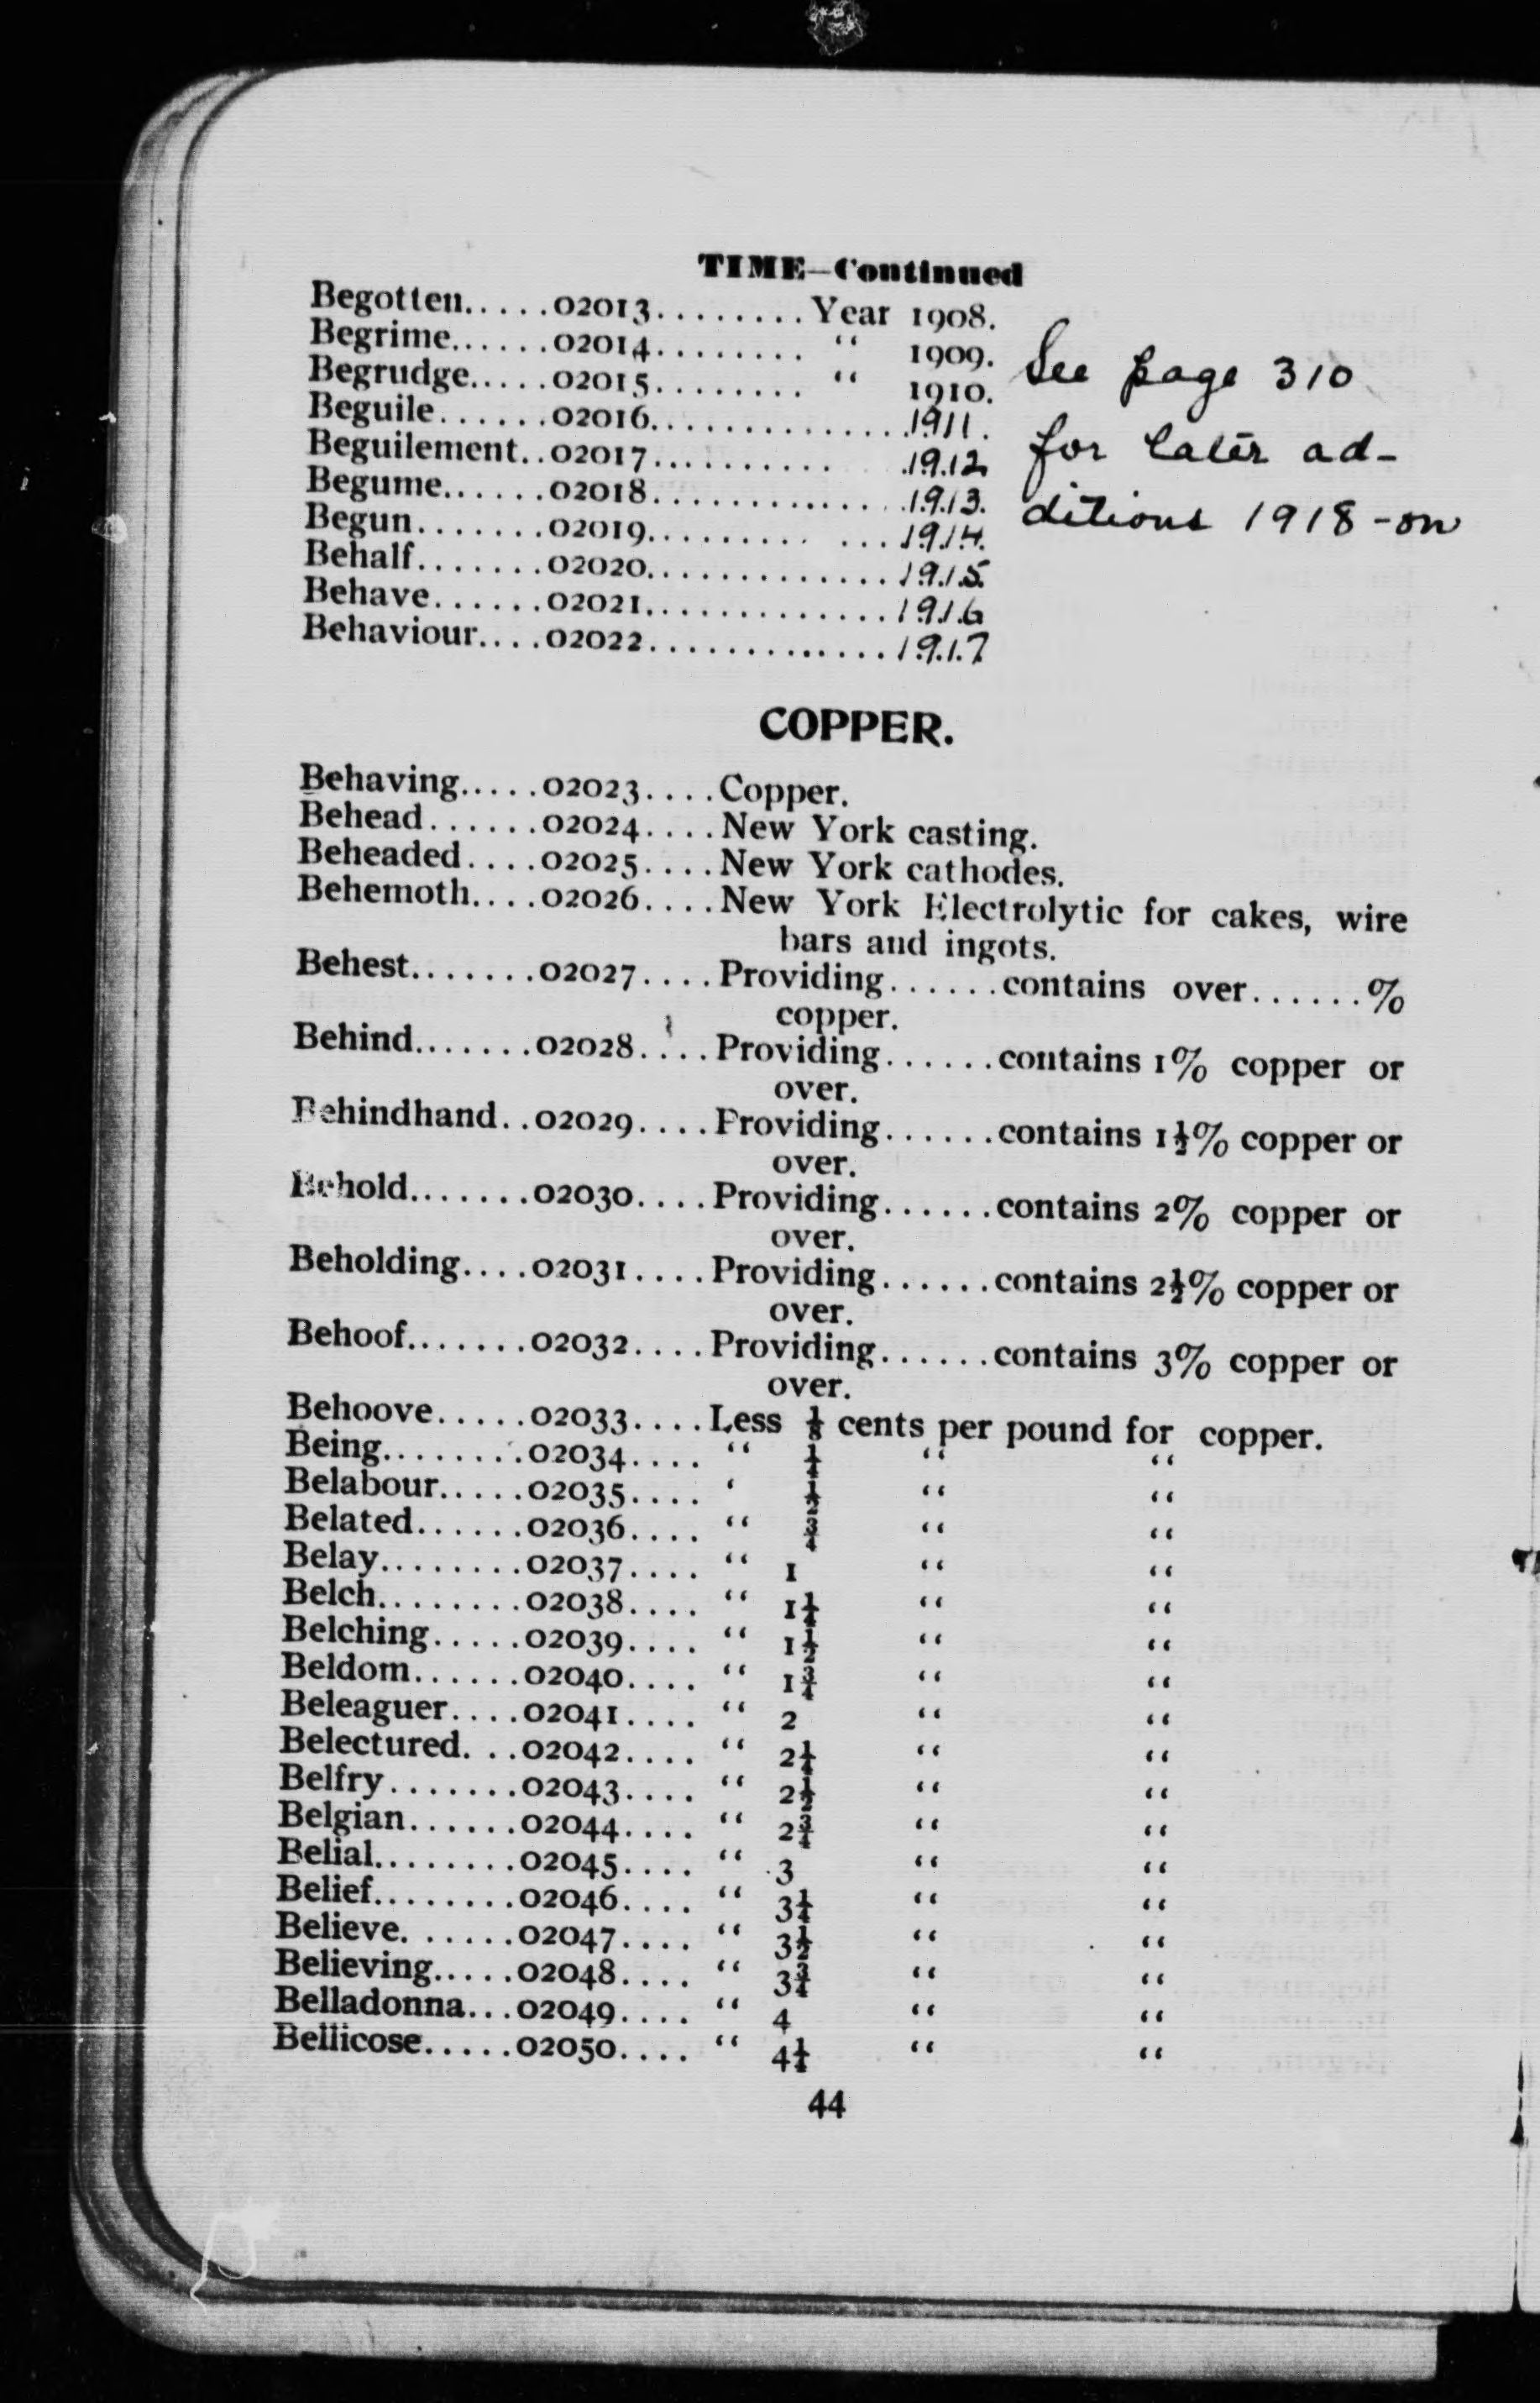 TIME—Continued
Begotten.....02013.........Year 1908.
Begrime......02014......... “ 1909.
Begrudge.....02015......... “ 1910.
Beguile.......02016...............1911.
Beguilement..02017........... .1912
Begume......02018...............1913.
Begun........02019......... ...1914.
Behalf.......02020..............1915
Behave......02021..............1916
Behaviour....02022.............1917
See page 310
for later ad-
ditions 1918 - on
COPPER.
Behaving.....02023....Copper.
Behead.......02024....New York casting.
Beheaded....02025....New York cathodes.
Behemoth....02026....New York Electrolytic for cakes, wire
bars and ingots.
Behest.......02027....Providing......contains over......%
copper.
Behind.......02028....Providing......contains 1% copper or
over.
Behindhand..02029....Providing......contains 1½% copper or
over.
Behold.......02030....Providing......contains 2% copper or
over.
Beholding....02031....Providing......contains 2½% copper or
over.
Behoof.......02032....Providing......contains 3% copper or
over.
Behoove.....02033....Less ⅛ cents per pound for copper.
Being........02034.... “ ¼ “ “
Belabour.....02035.... ‘ ½ “ “
Belated......02036.... “ ¾ “ “
Belay........02037.... “ 1 “ “
Belch........02038.... “ 1¼ “ “
Belching.....02039.... “ 1½ “ “
Beldom......02040.... “ 1¾ “ “
Beleaguer....02041.... “ 2 “ “
Belectured...02042.... “ 2¼ “ “
Belfry.......02043.... “ 2½ “ “
Belgian......02044.... “ 2¾ “ “
Belial........02045.... “ 3 “ “
Belief........02046.... “ 3¼ “ “
Believe.......02047.... “ 3½ “ “
Believing.....02048.... “ 3¾ “ “
Belladonna...02049.... “ 4 “ “
Bellicose.....02050.... “ 4¼ “ “
44